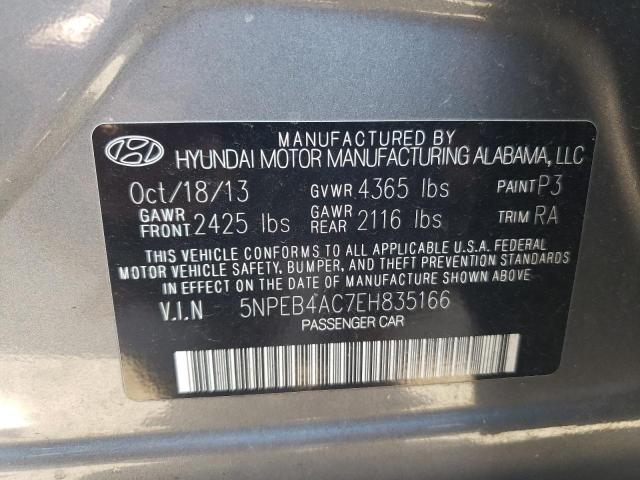 MANUFACTURED BY
HYUNDAI MOTOR MANUFACTURING ALABAMA, LLC
Oct/18/13 GVWR 4365 lbs PAINT P3
GAWR FRONT 2425 lbs GAWR REAR 2116 lbs TRIM RA
THIS VEHICLE CONFORMS TO ALL APPLICABLE U.S.A. FEDERAL
MOTOR VEHICLE SAFETY, BUMPER, AND THEFT PREVENTION STANDARDS
IN EFFECT ON THE DATE OF MANUFACTURE SHOWN ABOVE.
V.I.N 5NPEB4AC7EH835166
PASSENGER CAR